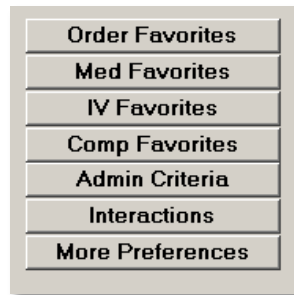 Order Favorites
Med Favorites
IV Favorites
Comp Favorites
Admin Criteria
Interactions
More Preferences